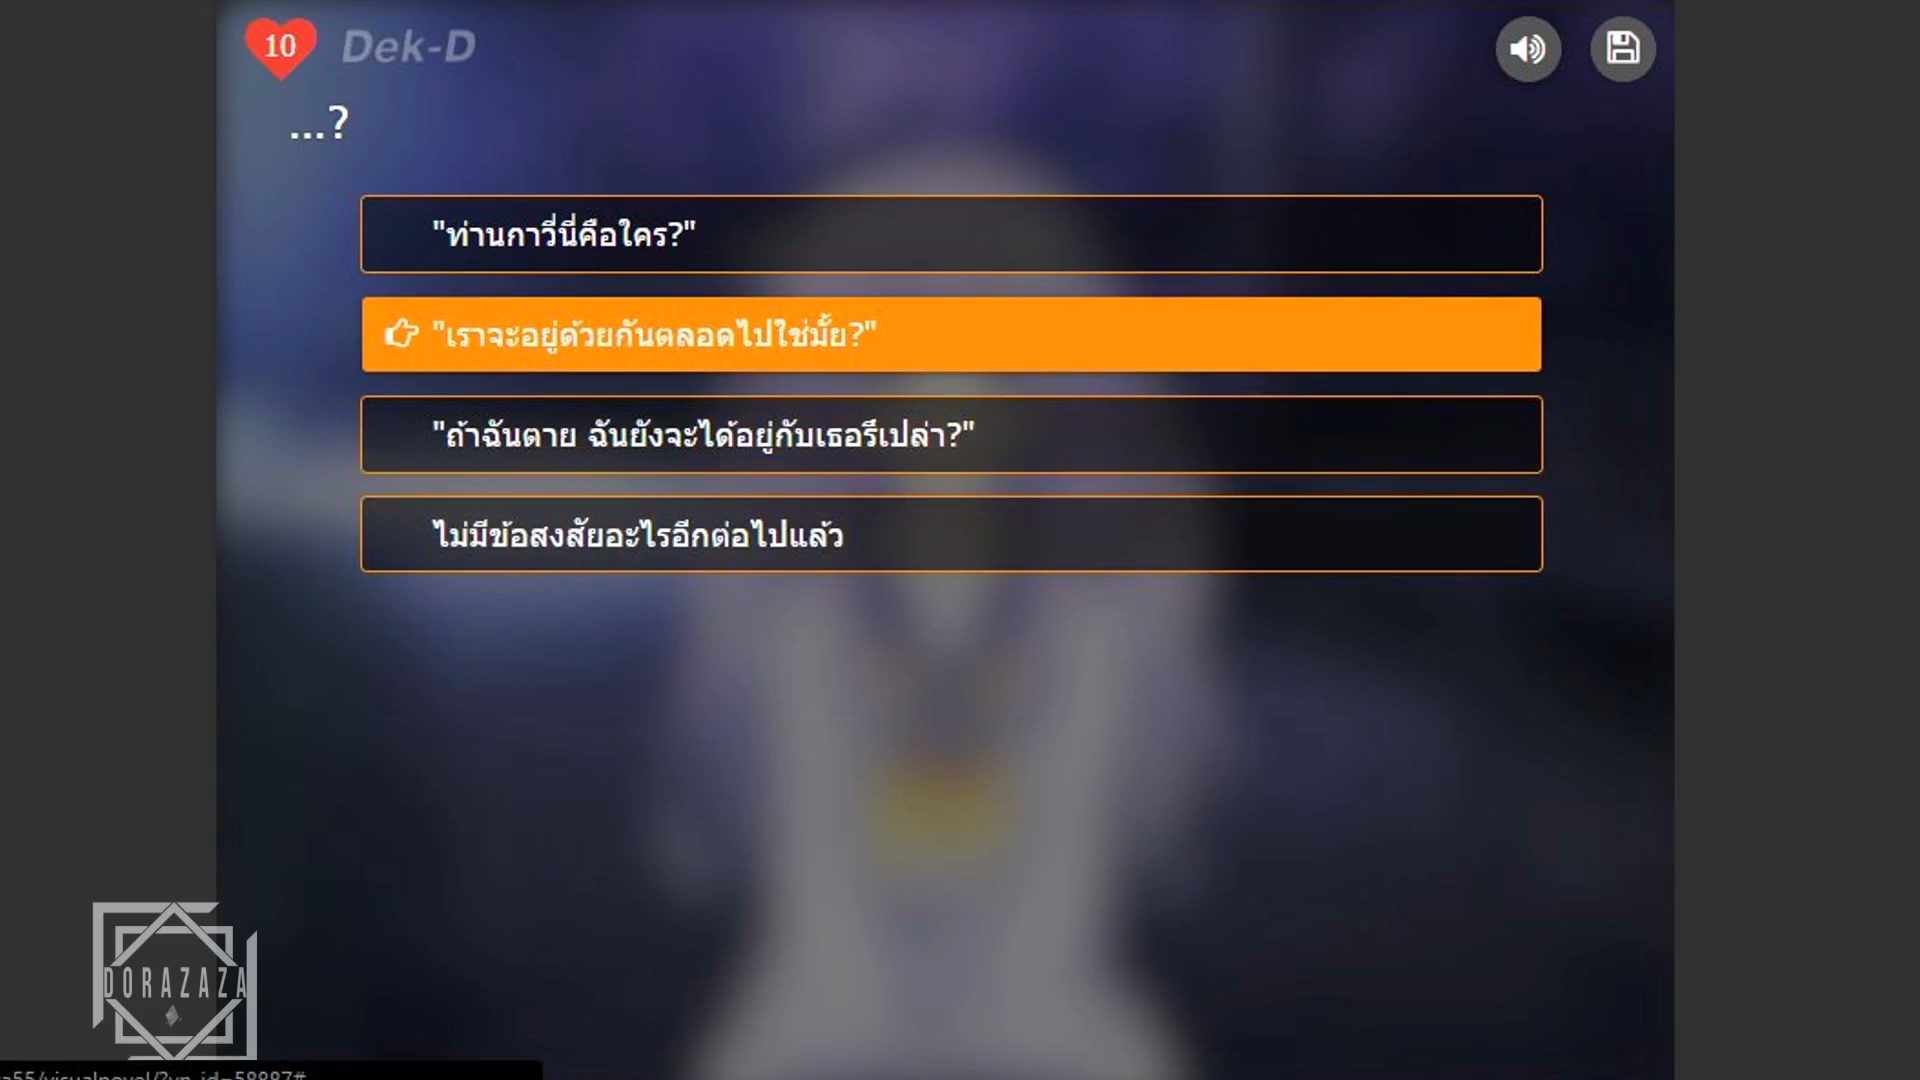 10 Dek-D
...?
"ท่านกาวี่นี่คือใคร?"
"เราจะอยู่ด้วยกันตลอดไปใช่มั้ย?"
"ถ้าฉันตาย ฉันยังจะได้อยู่กับเธอรึเปล่า?"
ไม่มีข้อสงสัยอะไรอีกต่อไปแล้ว
DORAZAZA
a55/visualnovel/?vn_id=58887#